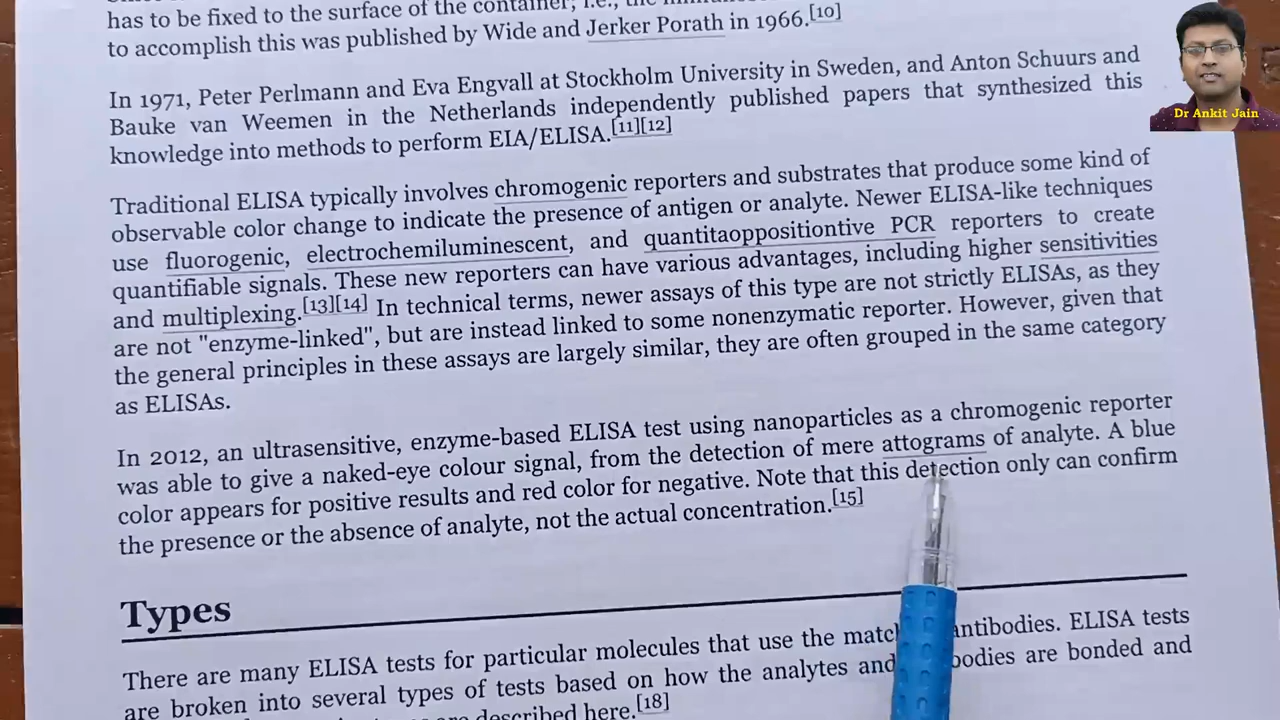 has to be fixed to the surface of the container; i.e., the
to accomplish this was published by Wide and Jerker Porath in 1966.[10]
In 1971, Peter Perlmann and Eva Engvall at Stockholm University in Sweden, and Anton Schuurs and
Bauke van Weemen in the Netherlands independently published papers that synthesized this
knowledge into methods to perform EIA/ELISA.[11][12]
Traditional ELISA typically involves chromogenic reporters and substrates that produce some kind of
observable color change to indicate the presence of antigen or analyte. Newer ELISA-like techniques
use fluorogenic, electrochemiluminescent, and quantitaoppositiontive PCR reporters to create
quantifiable signals. These new reporters can have various advantages, including higher sensitivities
and multiplexing.[13][14] In technical terms, newer assays of this type are not strictly ELISAs, as they
are not "enzyme-linked", but are instead linked to some nonenzymatic reporter. However, given that
the general principles in these assays are largely similar, they are often grouped in the same category
as ELISAs.
In 2012, an ultrasensitive, enzyme-based ELISA test using nanoparticles as a chromogenic reporter
was able to give a naked-eye colour signal, from the detection of mere attograms of analyte. A blue
color appears for positive results and red color for negative. Note that this detection only can confirm
the presence or the absence of analyte, not the actual concentration.[15]
Types
There are many ELISA tests for particular molecules that use the antibodies. ELISA tests
are broken into several types of tests based on how the analytes and are bonded and
described here.[18]
Dr Ankit Jain